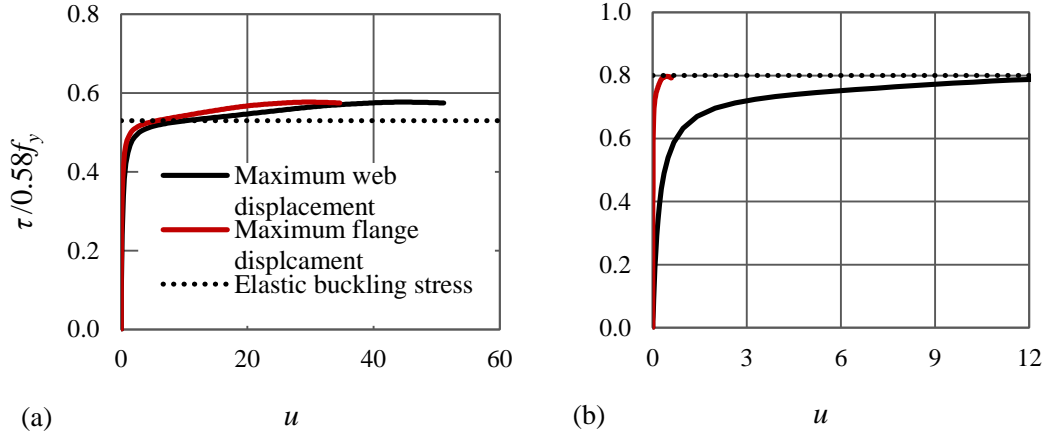 0.8
0.6
0.4
0.2
0.0
τ/0.58f_y
Maximum web
displacement
Maximum flange
displcament
Elastic buckling stress
0 20 40 60
(a) u
1.0
0.8
0.6
0.4
0.2
0.0
0 3 6 9 12
(b) u